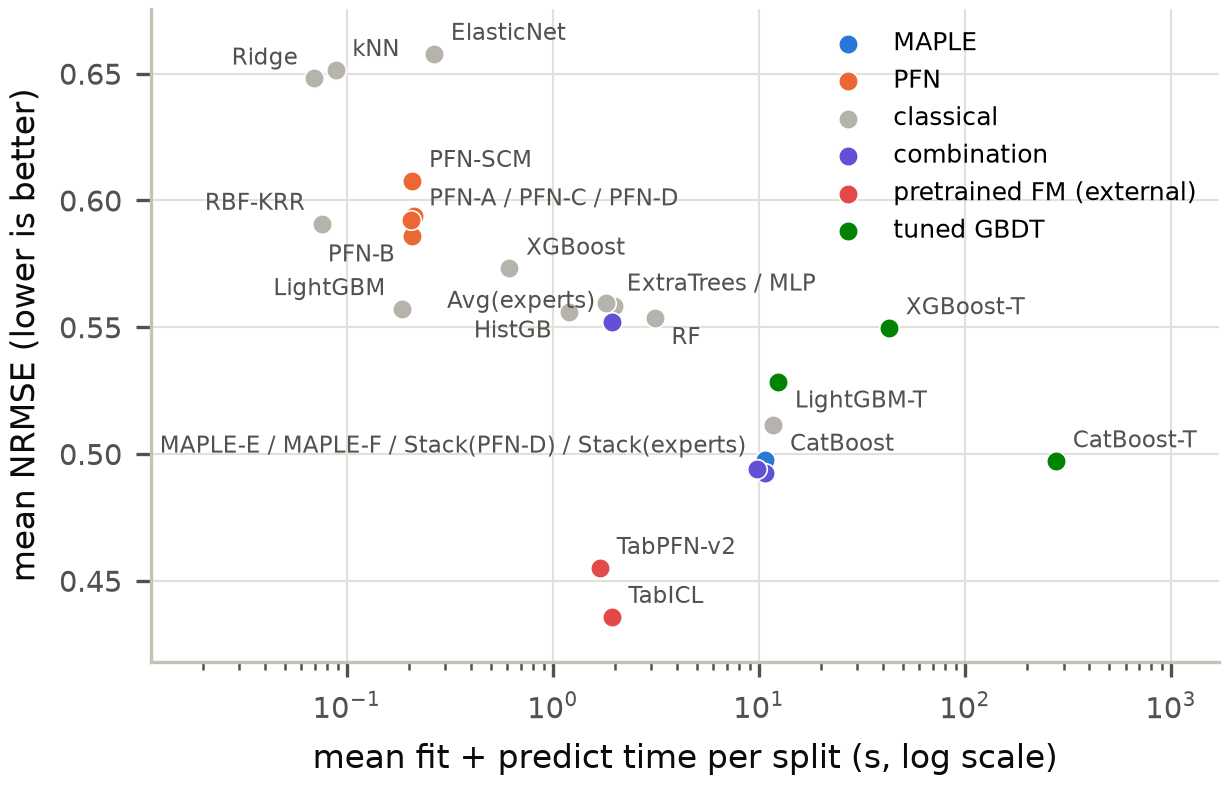 ElasticNet
kNN
Ridge
0.65
MAPLE
PFN
classical
combination
pretrained FM (external)
tuned GBDT
PFN-SCM
PFN-A / PFN-C / PFN-D
RBF-KRR
0.60
PFN-B
XGBoost
LightGBM
ExtraTrees / MLP
Avg(experts)
HistGB
RF
0.55
XGBoost-T
LightGBM-T
MAPLE-E / MAPLE-F / Stack(PFN-D) / Stack(experts)
CatBoost
CatBoost-T
0.50
TabPFN-v2
TabICL
0.45
mean NRMSE (lower is better)
10⁻¹
10⁰
10¹
10²
10³
mean fit + predict time per split (s, log scale)